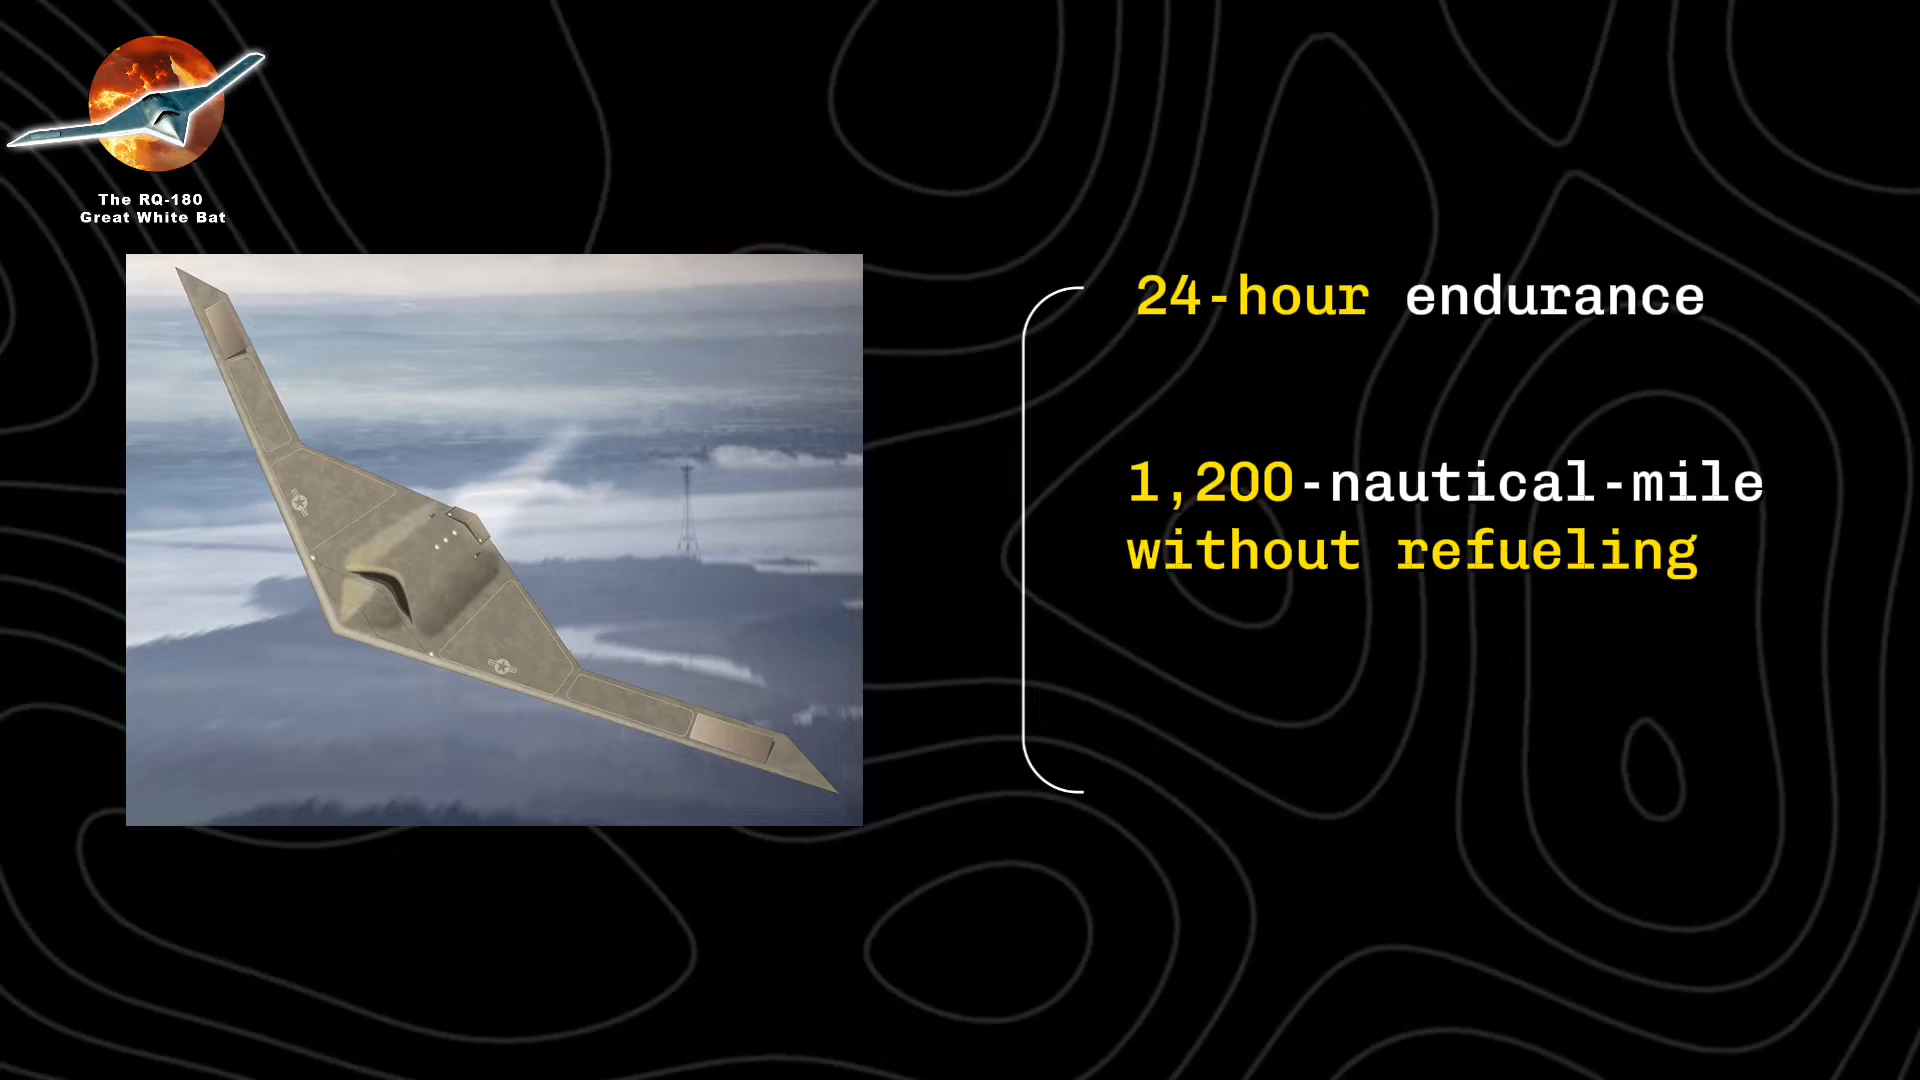 The RQ-180
Great White Bat
24-hour endurance
1,200-nautical-mile
without refueling